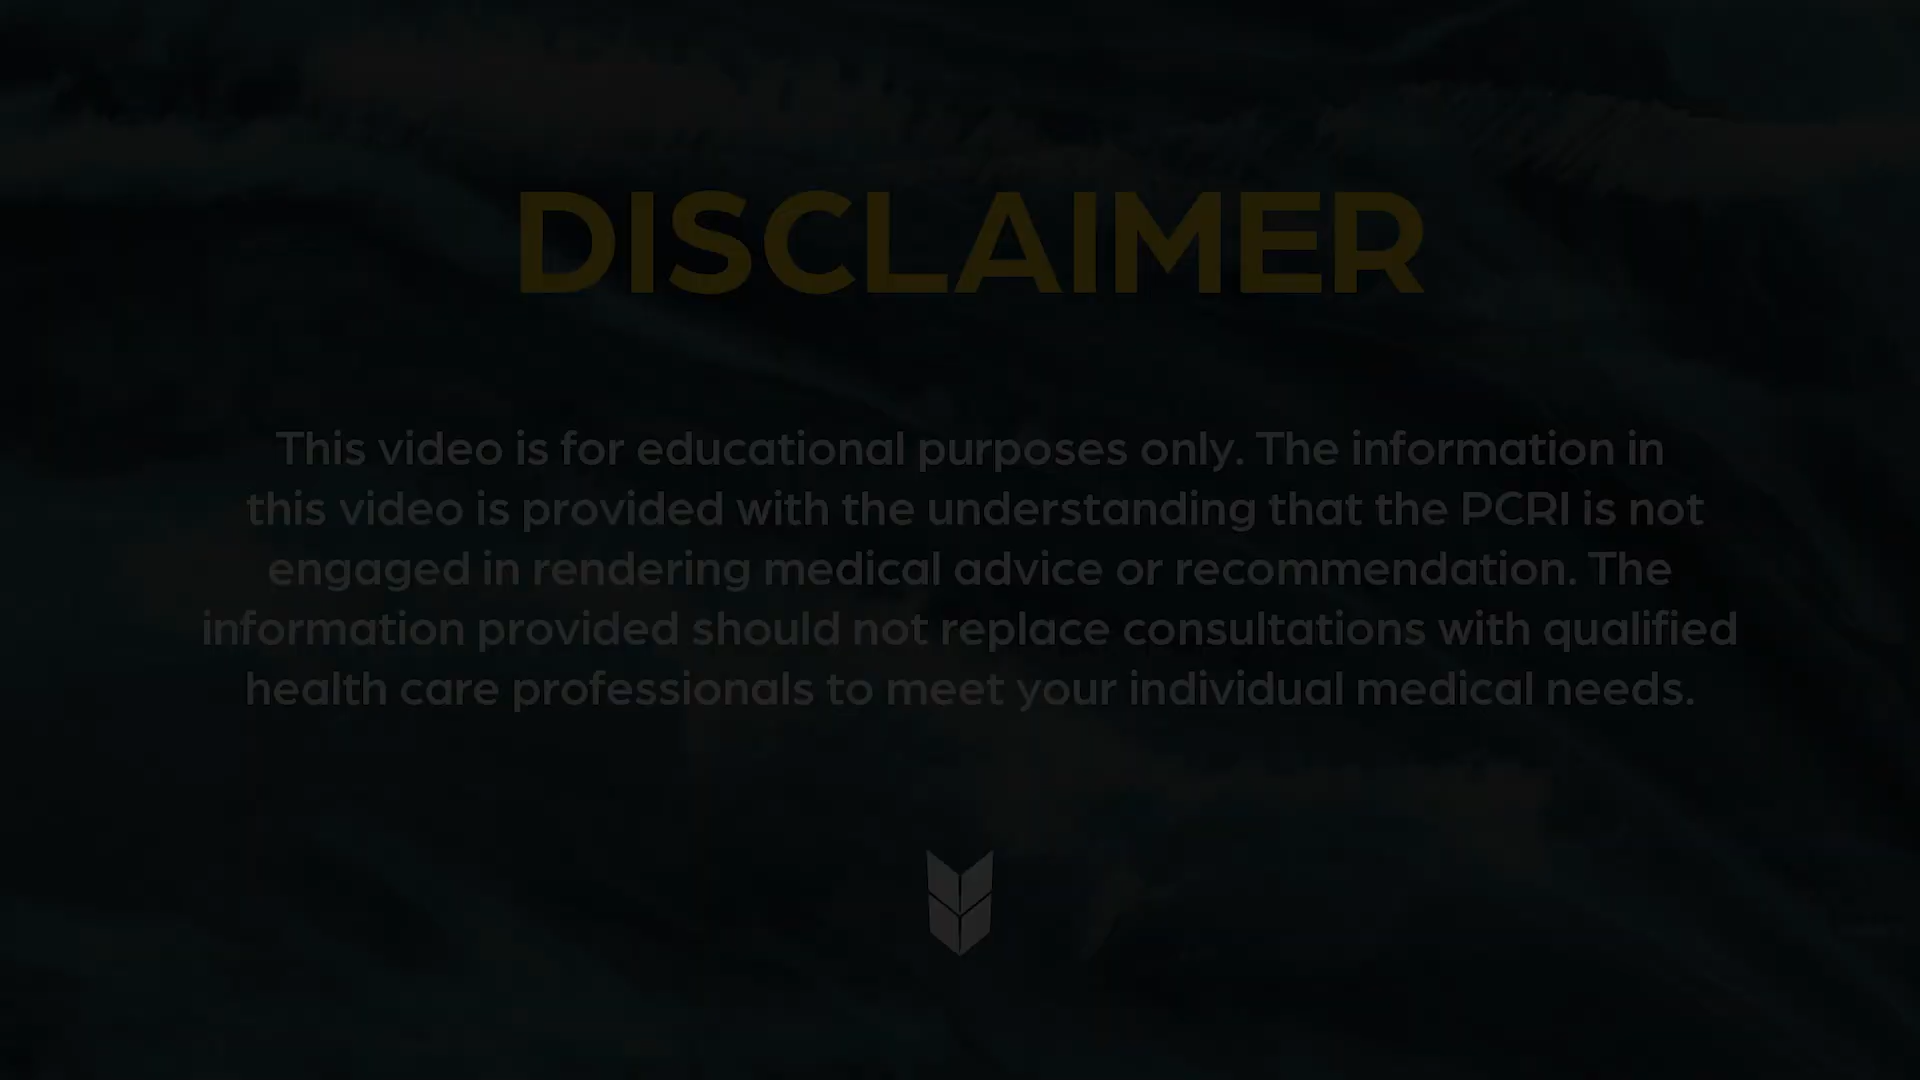 DISCLAIMER
This video is for educational purposes only. The information in
this video is provided with the understanding that the PCRI is not
engaged in rendering medical advice or recommendation. The
information provided should not replace consultations with qualified
health care professionals to meet your individual medical needs.